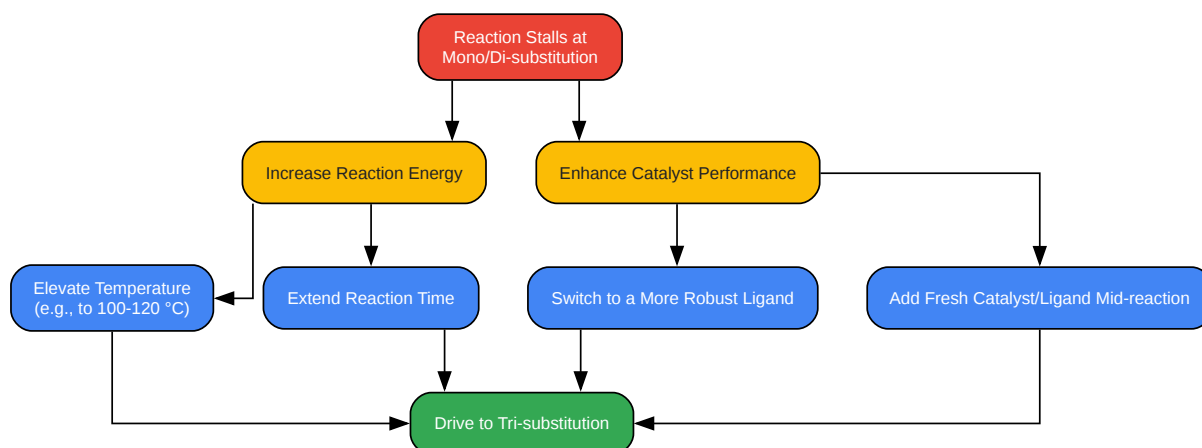 Reaction Stalls at
Mono/Di-substitution
Increase Reaction Energy
Enhance Catalyst Performance
Elevate Temperature
(e.g., to 100-120 °C)
Extend Reaction Time
Switch to a More Robust Ligand
Add Fresh Catalyst/Ligand Mid-reaction
Drive to Tri-substitution